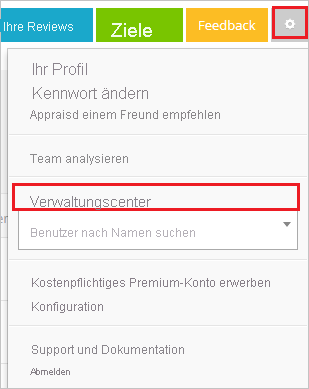 Ihre Reviews Ziele Feedback
Ihr Profil
Kennwort ändern
Appraisd einem Freund empfehlen
Team analysieren
Verwaltungscenter
Benutzer nach Namen suchen
Kostenpflichtiges Premium-Konto erwerben
Konfiguration
Support und Dokumentation
Abmelden